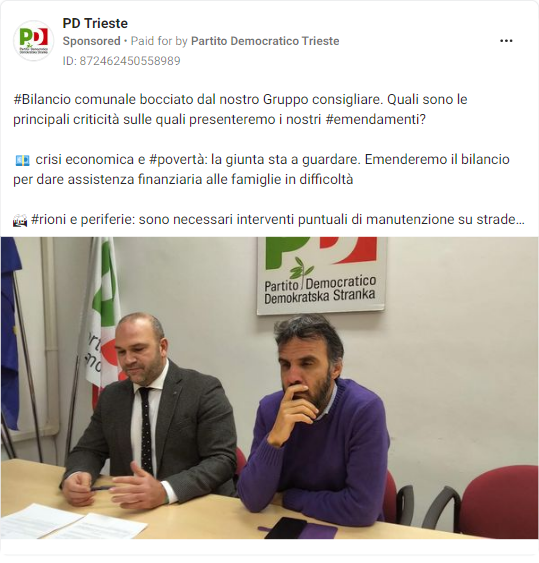 PD Trieste
Sponsored • Paid for by Partito Democratico Trieste
ID: 872462450558989
#Bilancio comunale bocciato dal nostro Gruppo consigliare. Quali sono le
principali criticità sulle quali presenteremo i nostri #emendamenti?
crisi economica e #povertà: la giunta sta a guardare. Emenderemo il bilancio
per dare assistenza finanziaria alle famiglie in difficoltà
#rioni e periferie: sono necessari interventi puntuali di manutenzione su strade...
PD
Partito Democratico
Demokratska Stranka